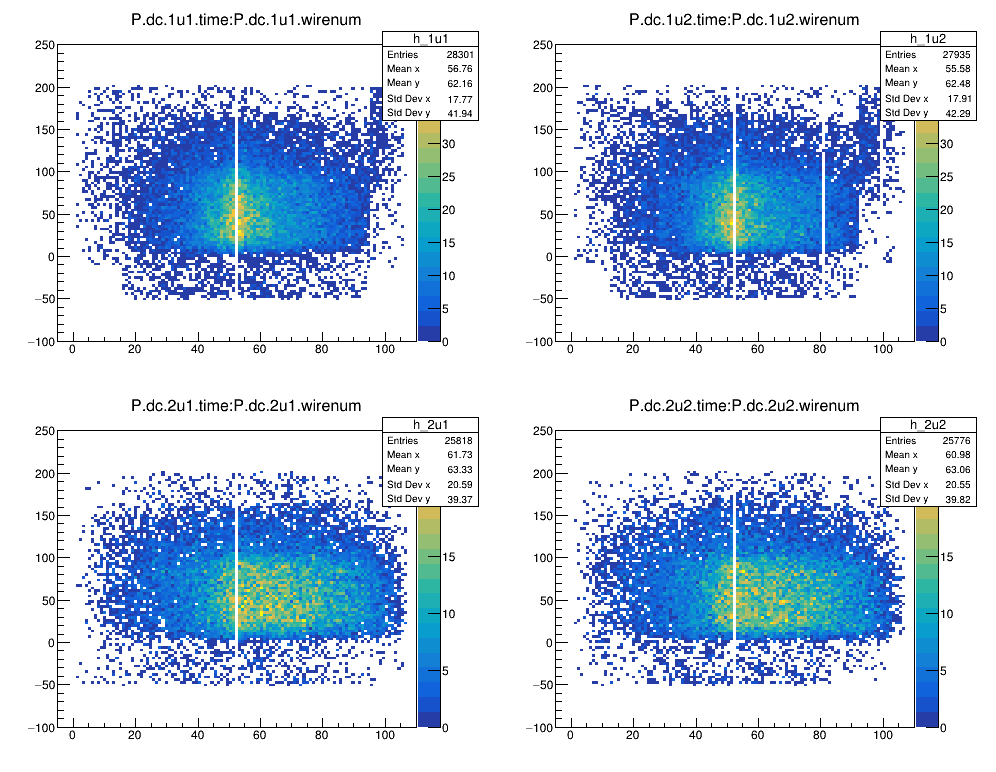 P.dc.1u1.time:P.dc.1u1.wirenum
h_1u1
Entries 28301
Mean x 56.76
Mean y 62.16
Std Dev x 17.77
Std Dev y 41.94
250
200
150
100
50
0
−50
−100
0 20 40 60 80 100
30
25
20
15
10
5
0
P.dc.1u2.time:P.dc.1u2.wirenum
h_1u2
Entries 27935
Mean x 55.58
Mean y 62.48
Std Dev x 17.91
Std Dev y 42.29
250
200
150
100
50
0
−50
−100
0 20 40 60 80 100
30
25
20
15
10
5
0
P.dc.2u1.time:P.dc.2u1.wirenum
h_2u1
Entries 25818
Mean x 61.73
Mean y 63.33
Std Dev x 20.59
Std Dev y 39.37
250
200
150
100
50
0
−50
−100
0 20 40 60 80 100
15
10
5
0
P.dc.2u2.time:P.dc.2u2.wirenum
h_2u2
Entries 25776
Mean x 60.98
Mean y 63.06
Std Dev x 20.55
Std Dev y 39.82
250
200
150
100
50
0
−50
−100
0 20 40 60 80 100
15
10
5
0